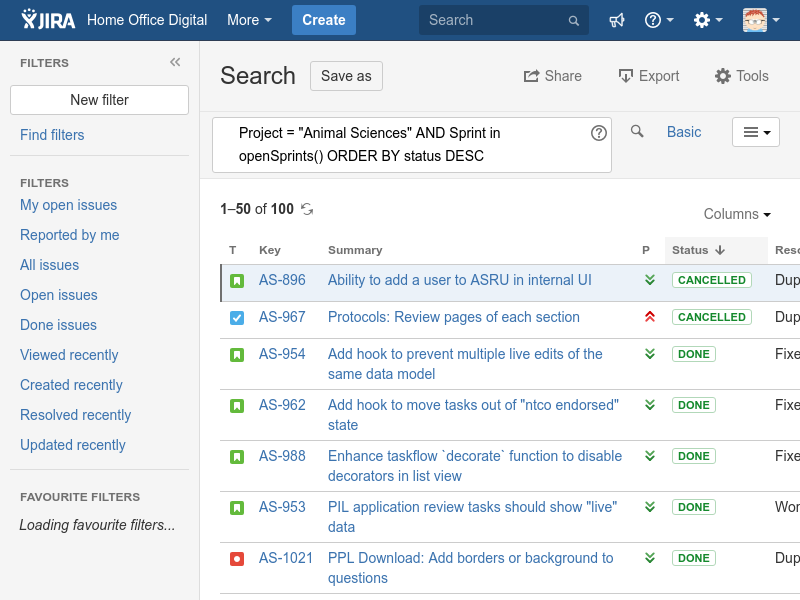 JIRA Home Office Digital More Create Search
FILTERS
New filter
Find filters
FILTERS
My open issues
Reported by me
All issues
Open issues
Done issues
Viewed recently
Created recently
Resolved recently
Updated recently
FAVOURITE FILTERS
Loading favourite filters...
Search Save as Share Export Tools
Project = "Animal Sciences" AND Sprint in
openSprints() ORDER BY status DESC
Basic
1–50 of 100
Columns
T Key Summary P Status Reso
AS-896 Ability to add a user to ASRU in internal UI CANCELLED Dup
AS-967 Protocols: Review pages of each section CANCELLED Dup
AS-954 Add hook to prevent multiple live edits of the DONE Fixe
same data model
AS-962 Add hook to move tasks out of "ntco endorsed" DONE Fixe
state
AS-988 Enhance taskflow `decorate` function to disable DONE Fixe
decorators in list view
AS-953 PIL application review tasks should show "live" DONE Won
data
AS-1021 PPL Download: Add borders or background to DONE Dup
questions